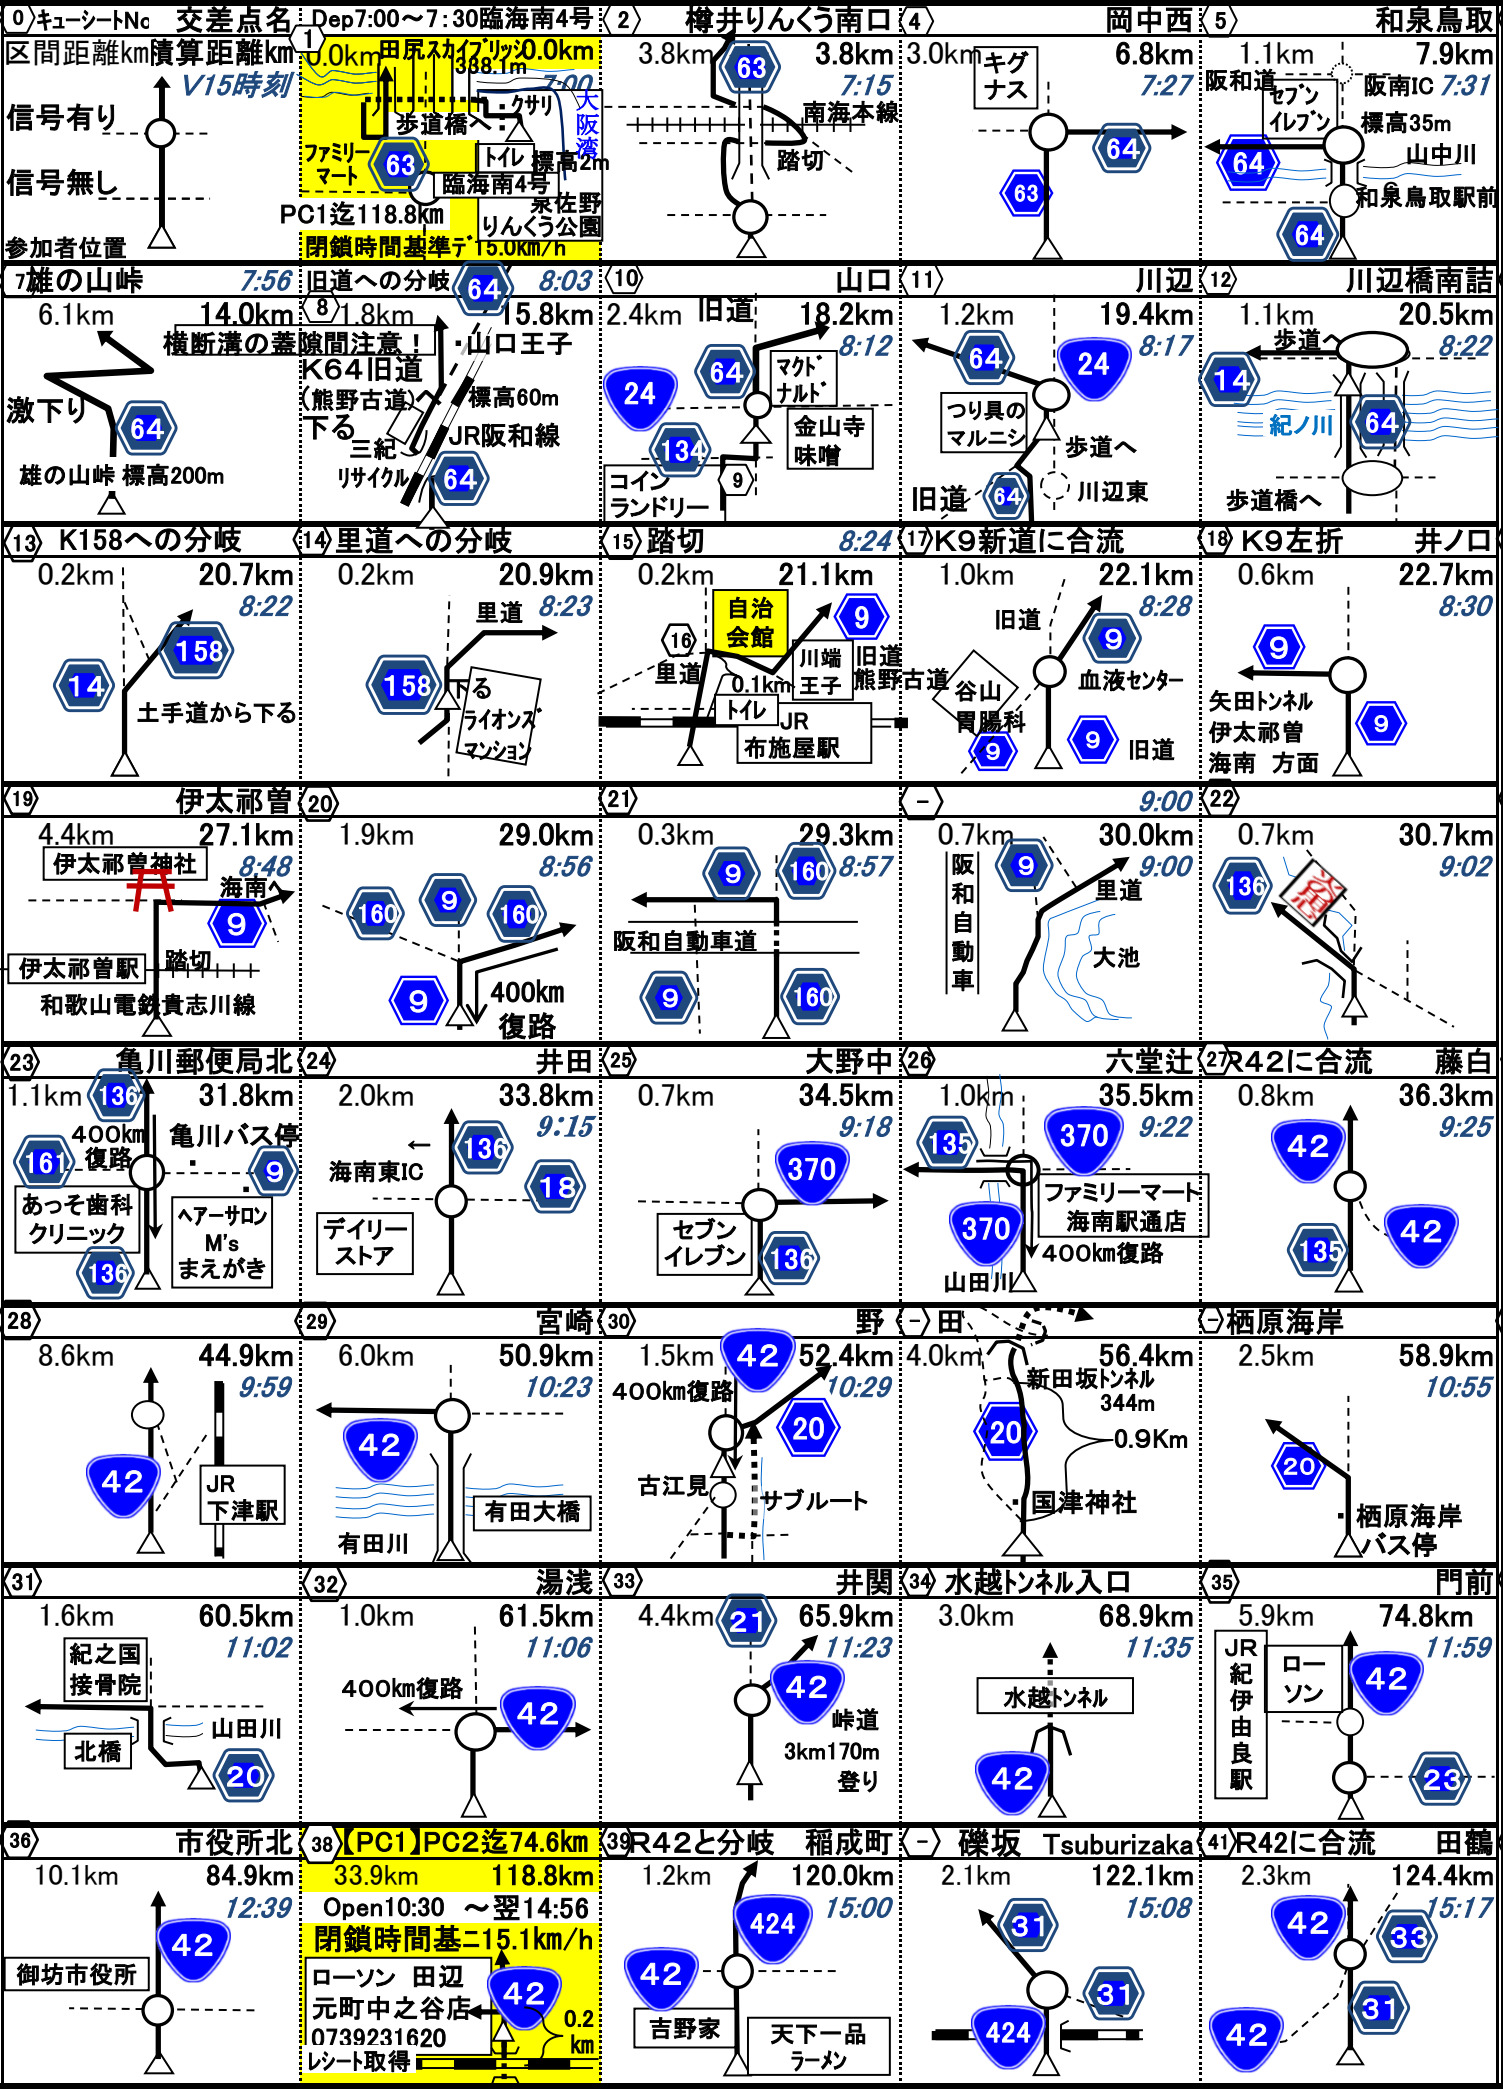 0 キューシートNo 交差点名
区間距離km 積算距離km
V15時刻
信号有り
信号無し
参加者位置
Dep7:00～7:30臨海南4号
1 0.0km 田尻スカイブリッジ 0.0km
338.1m
7:00
クサリ
大阪湾
歩道橋へ
ファミリーマート
63
トイレ 標高2m
臨海南4号
PC1迄118.8km
泉佐野
りんくう公園
閉鎖時間基準デ15.0km/h
2 樽井りんくう南口
3.8km 3.8km
63
7:15
南海本線
踏切
4 岡中西
3.0km 6.8km
キグナス
7:27
64
63
5 和泉鳥取
1.1km 7.9km
阪和道
阪南IC 7:31
セブンイレブン
標高35m
64
山中川
和泉鳥取駅前
64
7 雄の山峠 7:56
6.1km 14.0km
激下り
64
雄の山峠 標高200m
旧道への分岐 64 8:03
8 1.8km 15.8km
横断溝の蓋隙間注意！
山口王子
K64旧道
(熊野古道)へ
下る
標高60m
JR阪和線
三紀
リサイクル
64
10 山口
2.4km 旧道 18.2km
8:12
64
マクドナルド
24
134
金山寺
味噌
コイン
ランドリー
9
11 川辺
1.2km 19.4km
8:17
64
24
つり具の
マルニシ
歩道へ
旧道 64
川辺東
12 川辺橋南詰
1.1km 20.5km
歩道へ 8:22
14
紀ノ川 64
歩道橋へ
13 K158への分岐
0.2km 20.7km
8:22
158
14
土手道から下る
14 里道への分岐
0.2km 20.9km
里道 8:23
158
下る
ライオンズ
マンション
15 踏切 8:24
0.2km 21.1km
自治
会館
9
16
里道
川端
王子
旧道
熊野古道
0.1km
トイレ
JR
布施屋駅
17 K9新道に合流
1.0km 22.1km
8:28
旧道
9
谷山
胃腸科
血液センター
9
9 旧道
18 K9左折 井ノ口
0.6km 22.7km
8:30
9
矢田トンネル
伊太祁曽
海南 方面
9
19 伊太祁曽
4.4km 27.1km
伊太祁曽神社 8:48
海南へ
9
伊太祁曽駅 踏切
和歌山電鉄貴志川線
20
1.9km 29.0km
8:56
160 9 160
9
400km
復路
21
0.3km 29.3km
9 160 8:57
阪和自動車道
9 160
- 9:00
0.7km 30.0km
9:00
阪和自動車
9
里道
大池
22
0.7km 30.7km
9:02
136
23 亀川郵便局北
1.1km 136 31.8km
400km
復路
亀川バス停
161
9
あっそ歯科
クリニック
ヘアーサロン
M's
まえがき
136
24 井田
2.0km 33.8km
9:15
←
海南東IC
136
18
デイリー
ストア
25 大野中
0.7km 34.5km
9:18
370
セブン
イレブン
136
26 六堂辻
1.0km 35.5km
9:22
135
370
ファミリーマート
海南駅通店
370
400km復路
山田川
27 R42に合流 藤白
0.8km 36.3km
9:25
42
42
135
28
8.6km 44.9km
9:59
42
JR
下津駅
29 宮崎
6.0km 50.9km
10:23
42
有田大橋
有田川
30 野
1.5km 42 52.4km
400km復路 10:29
20
古江見
サブルート
- 田
4.0km 56.4km
新田坂トンネル
344m
20
0.9Km
国津神社
- 栖原海岸
2.5km 58.9km
10:55
20
栖原海岸
バス停
31
1.6km 60.5km
11:02
紀之国
接骨院
山田川
北橋
20
32 湯浅
1.0km 61.5km
11:06
400km復路
42
33 井関
4.4km 21 65.9km
11:23
42
峠道
3km170m
登り
34 水越トンネル入口
3.0km 68.9km
11:35
水越トンネル
42
35 門前
5.9km 74.8km
11:59
JR紀伊由良駅
ローソン
42
23
36 市役所北
10.1km 84.9km
12:39
42
御坊市役所
38 【PC1】PC2迄74.6km
33.9km 118.8km
Open10:30 ～翌14:56
閉鎖時間基ニ15.1km/h
ローソン 田辺
元町中之谷店
0739231620
レシート取得
42
0.2
km
39 R42と分岐 稲成町
1.2km 120.0km
15:00
424
42
吉野家
天下一品
ラーメン
- 礫坂 Tsuburizaka
2.1km 122.1km
15:08
31
31
424
41 R42に合流 田鶴
2.3km 124.4km
15:17
42
33
31
42